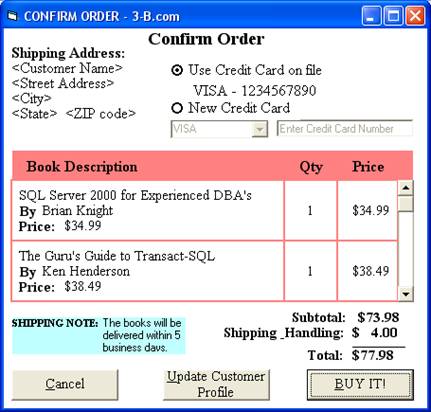 CONFIRM ORDER - 3-B.com
Confirm Order
Shipping Address:
<Customer Name>
<Street Address>
<City>
<State> <ZIP code>
Use Credit Card on file
VISA - 1234567890
New Credit Card
VISA
Enter Credit Card Number
Book Description Qty Price
SQL Server 2000 for Experienced DBA's
By Brian Knight
Price: $34.99
1 $34.99
The Guru's Guide to Transact-SQL
By Ken Henderson
Price: $38.49
1 $38.49
SHIPPING NOTE: The books will be
delivered within 5
business days.
Subtotal: $73.98
Shipping_Handling: $ 4.00
Total: $77.98
Cancel
Update Customer
Profile
BUY IT!